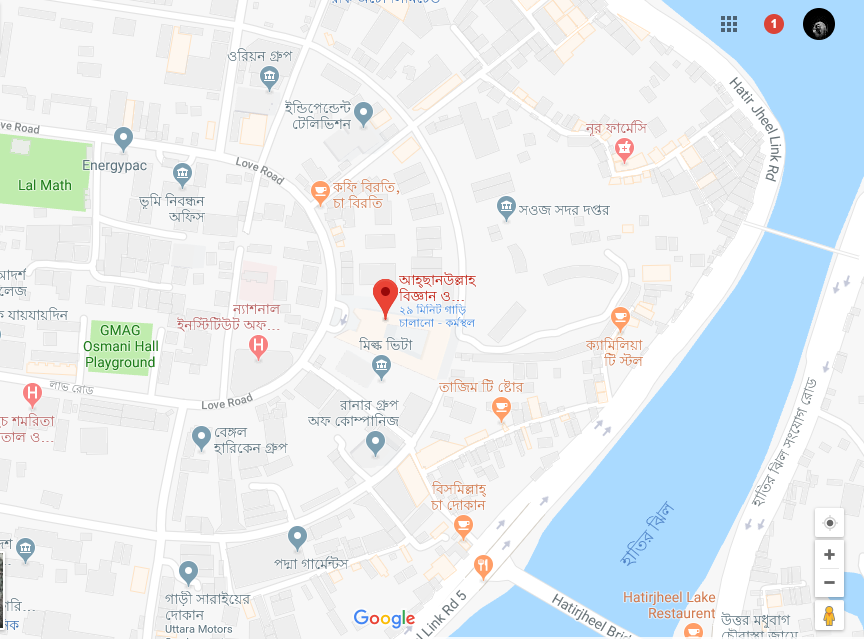 ওরিয়ন গ্রুপ
1
Hatir Jheel Link Rd
ইন্ডিপেন্ডেন্ট
টেলিভিশন
নূর ফার্মেসি
Love Road
Energypac
Love Road
Lal Math
ভূমি নিবন্ধন
অফিস
কফি বিরতি,
চা বিরতি
সওজ সদর দপ্তর
আহ্ছানউল্লাহ
বিজ্ঞান ও...
২৯ মিনিট গাড়ি
চালানো - কর্মস্থল
ন্যাশনাল
ইনস্টিটিউট অফ...
যায়যায়দিন
GMAG
Osmani Hall
Playground
মিল্ক ভিটা
ক্যামিলিয়া
টি স্টল
তাজিম টি ষ্টোর
লাভ রোড
Love Road
রানার গ্রুপ
অফ কোম্পানিজ
শমরিতা
বেঙ্গল
হারিকেন গ্রুপ
হাতির ঝিল সংযোগ রোড
বিসমিল্লাহ্
চা দোকান
হাতির ঝিল
পদ্মা গার্মেন্টস
গাড়ী সারাইয়ের
দোকান
Uttara Motors
Google
Link Rd 5
Hatirjheel
Hatirjheel Lake
Restaurent
উত্তর মধুবাগ